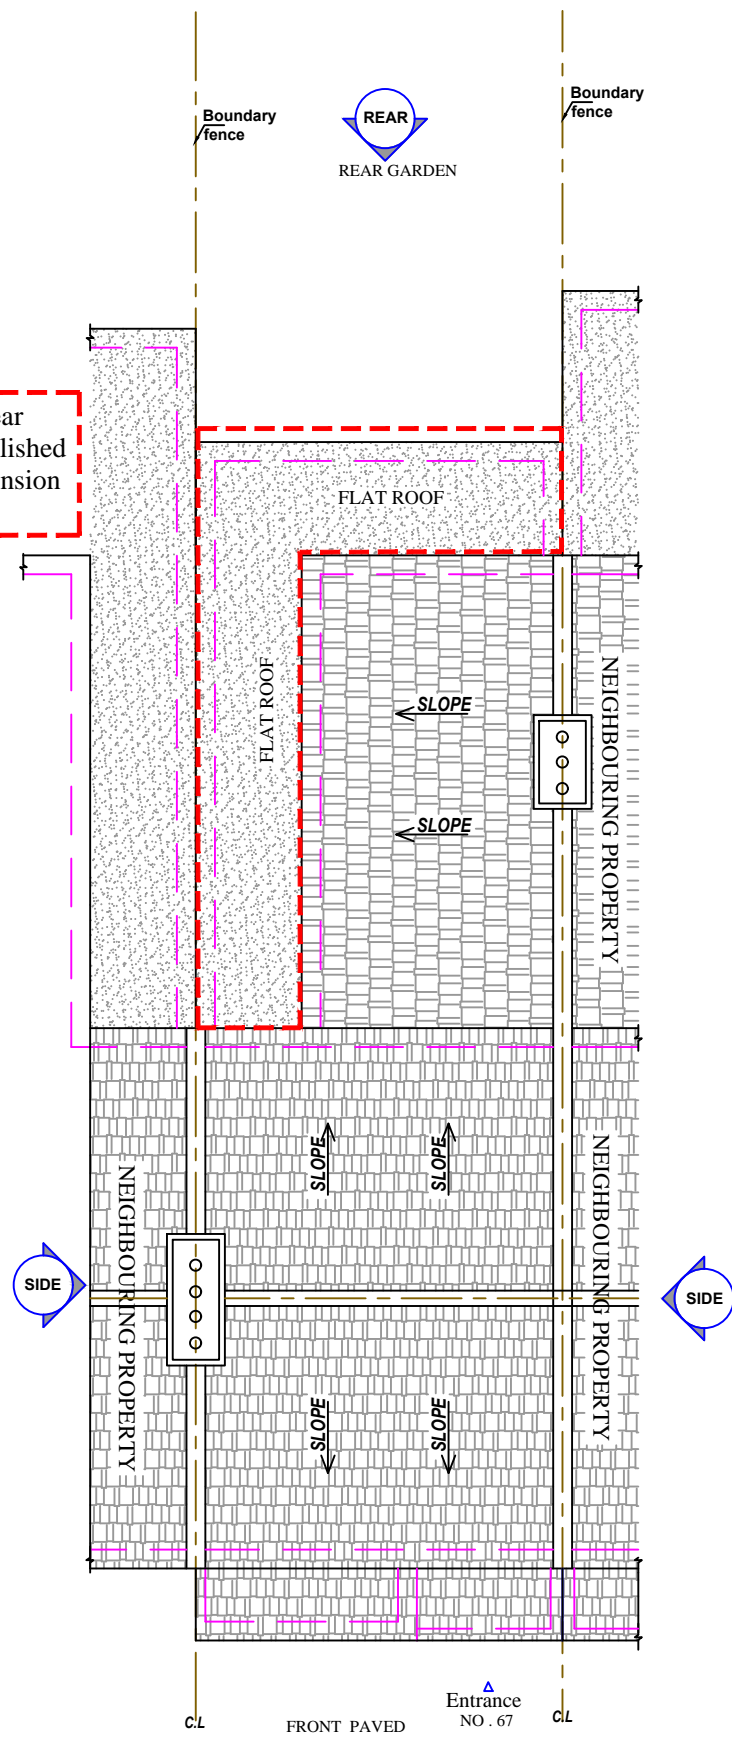 Boundary
fence
REAR
Boundary
fence
REAR GARDEN
FLAT ROOF
FLAT ROOF
SLOPE
SLOPE
NEIGHBOURING PROPERTY
SLOPE
SLOPE
NEIGHBOURING PROPERTY
NEIGHBOURING PROPERTY
SIDE
SIDE
SLOPE
SLOPE
Entrance
NO . 67
C.L
FRONT PAVED
C.L